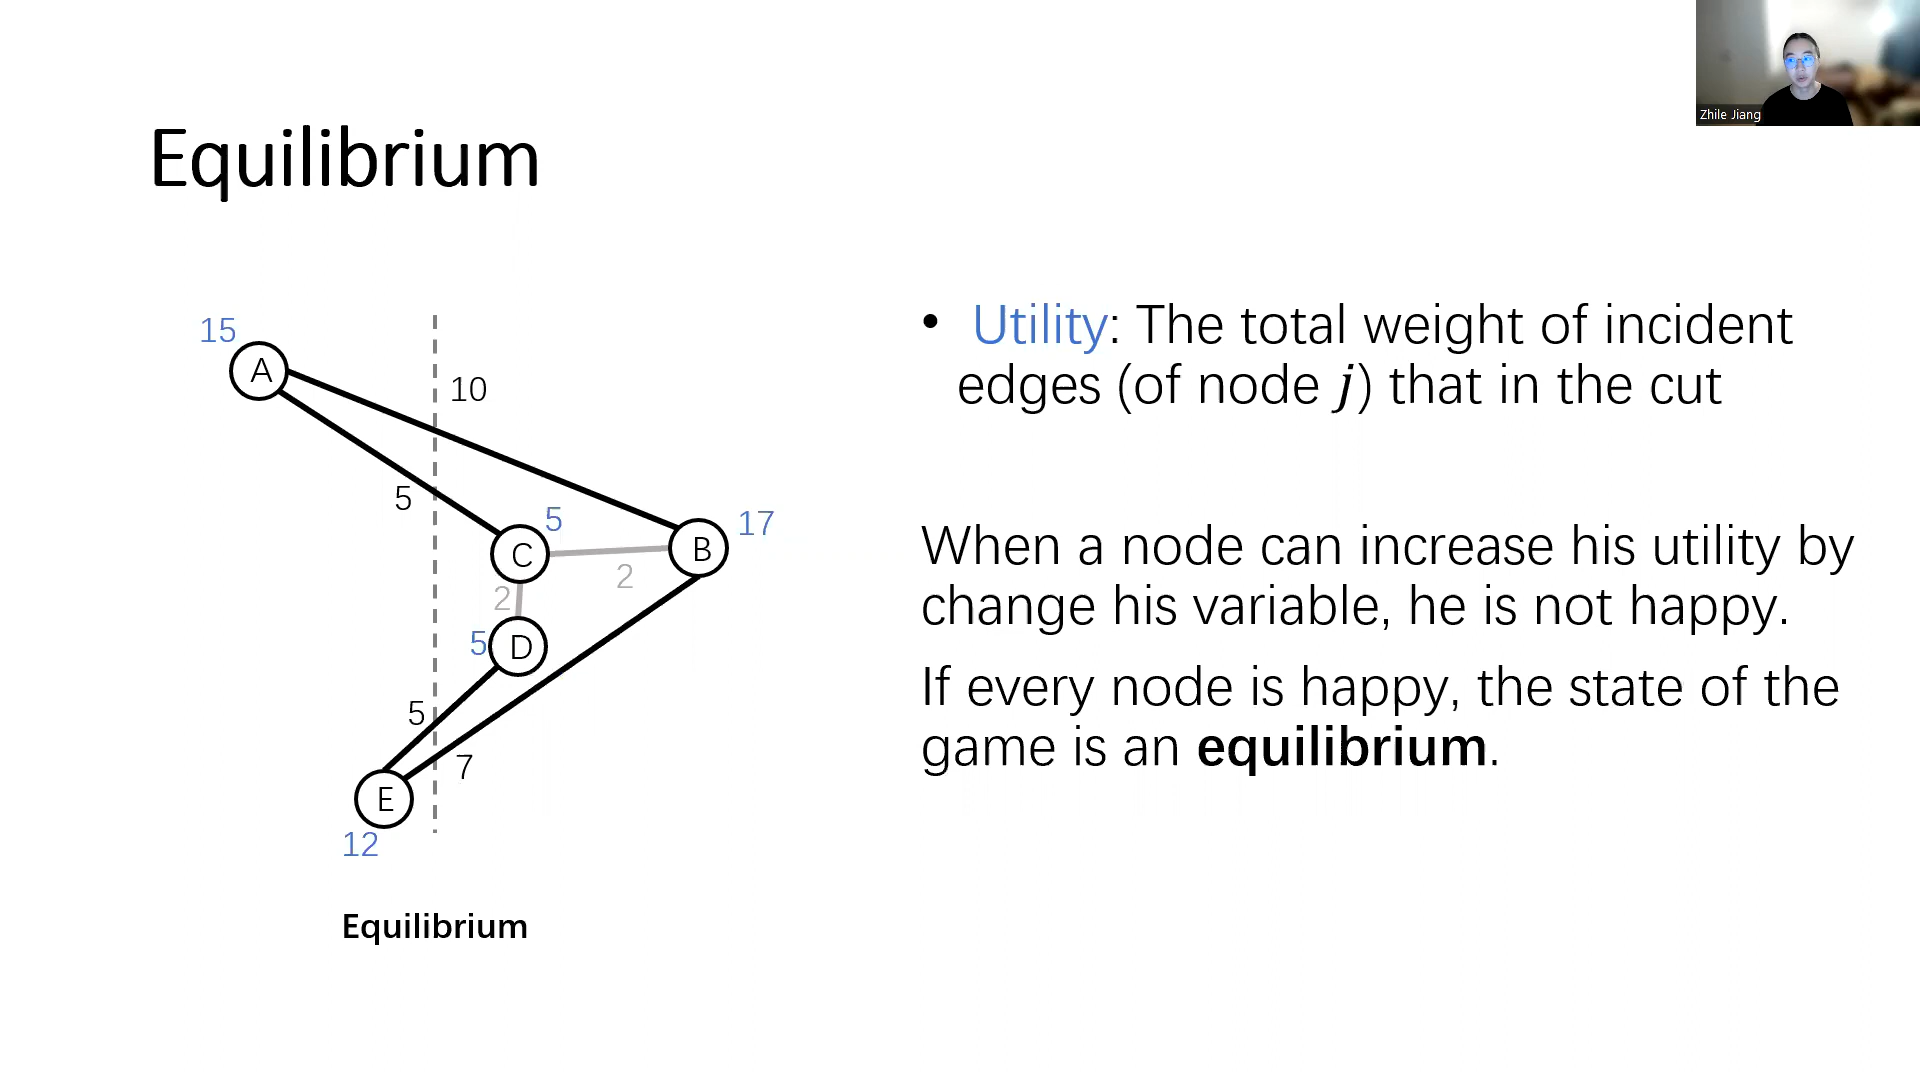 Zhile Jiang
Equilibrium
15
A
10
5
C
5
B
17
2
2
5
D
5
7
E
12
Equilibrium
• Utility: The total weight of incident
edges (of node j) that in the cut
When a node can increase his utility by
change his variable, he is not happy.
If every node is happy, the state of the
game is an equilibrium.